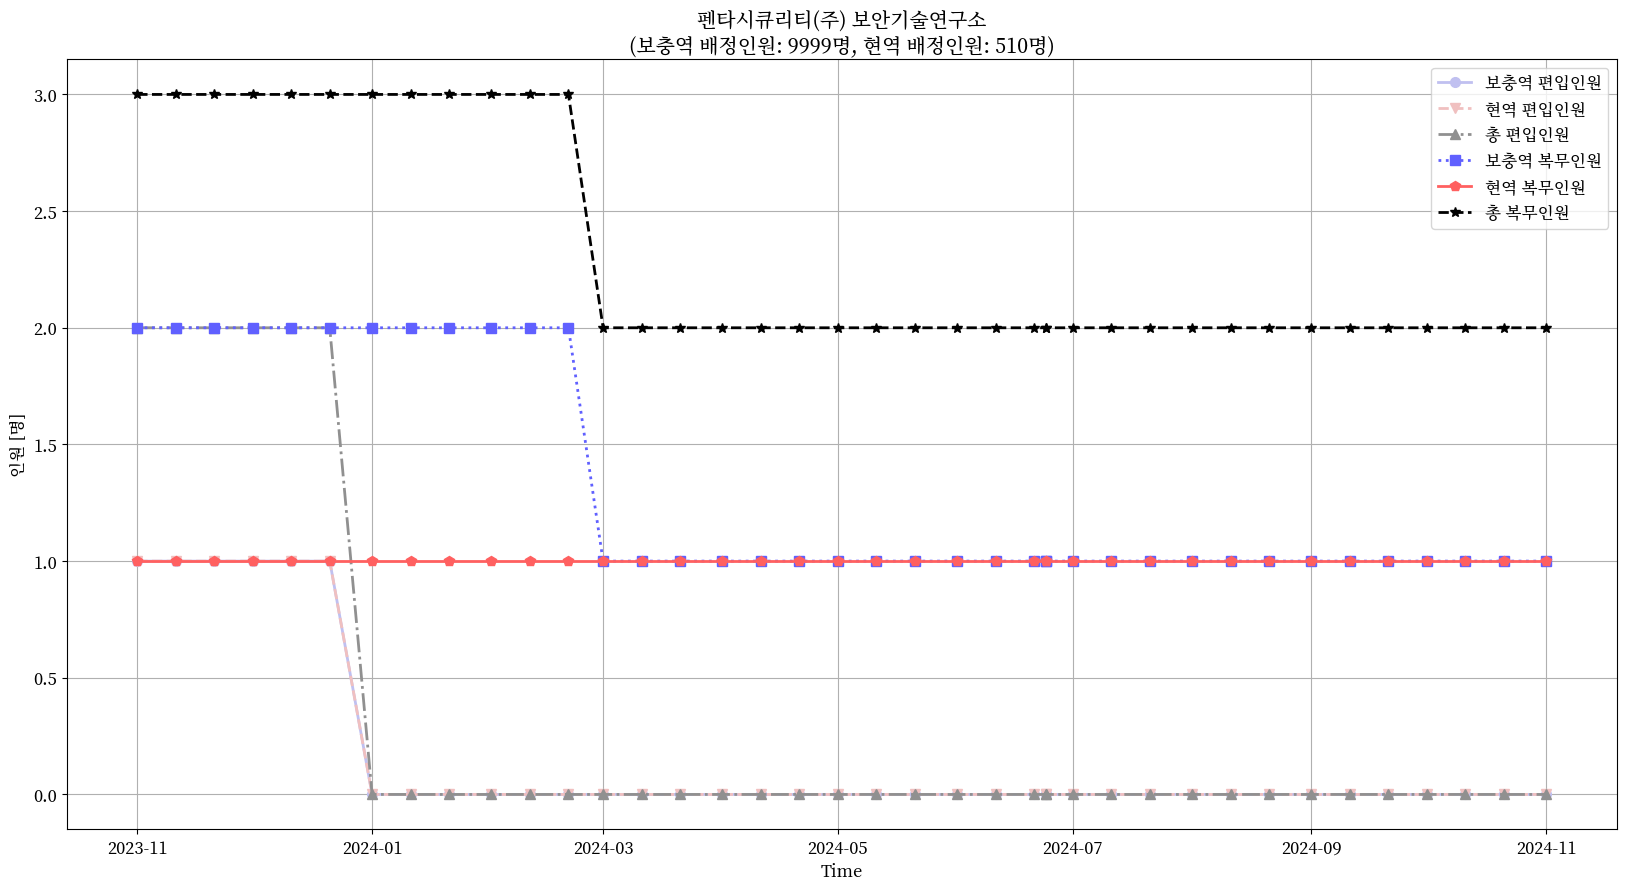 펜타시큐리티(주) 보안기술연구소
(보충역 배정인원: 9999명, 현역 배정인원: 510명)
보충역 편입인원
현역 편입인원
총 편입인원
보충역 복무인원
현역 복무인원
총 복무인원
인원 [명]
3.0
2.5
2.0
1.5
1.0
0.5
0.0
2023-11
2024-01
2024-03
2024-05
2024-07
2024-09
2024-11
Time